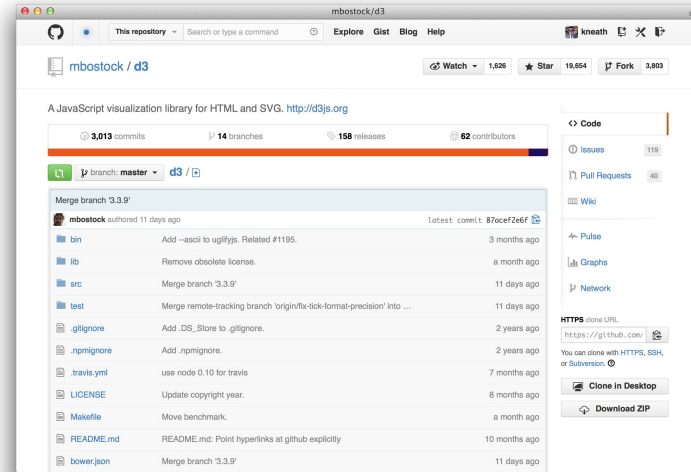 mbostock/d3
This repository Search or type a command Explore Gist Blog Help kneath
mbostock / d3 Watch 1,626 Star 19,654 Fork 3,803
A JavaScript visualization library for HTML and SVG. http://d3js.org
3,013 commits 14 branches 158 releases 62 contributors
branch: master d3 /
Merge branch '3.3.9'
mbostock authored 11 days ago latest commit 87acef2e6f
bin Add --ascii to uglifyjs. Related #1195. 3 months ago
lib Remove obsolete license. a month ago
src Merge branch '3.3.9' 11 days ago
test Merge remote-tracking branch 'origin/fix-tick-format-precision' into … 11 days ago
.gitignore Add .DS_Store to .gitignore. 2 years ago
.npmignore Add .npmignore. 2 years ago
.travis.yml use node 0.10 for travis 7 months ago
LICENSE Update copyright year. 8 months ago
Makefile Move benchmark. a month ago
README.md README.md: Point hyperlinks at github explicitly 10 months ago
bower.json Merge branch '3.3.9' 11 days ago
Code
Issues 119
Pull Requests 40
Wiki
Pulse
Graphs
Network
HTTPS clone URL
https://github.com/
You can clone with HTTPS, SSH,
or Subversion.
Clone in Desktop
Download ZIP